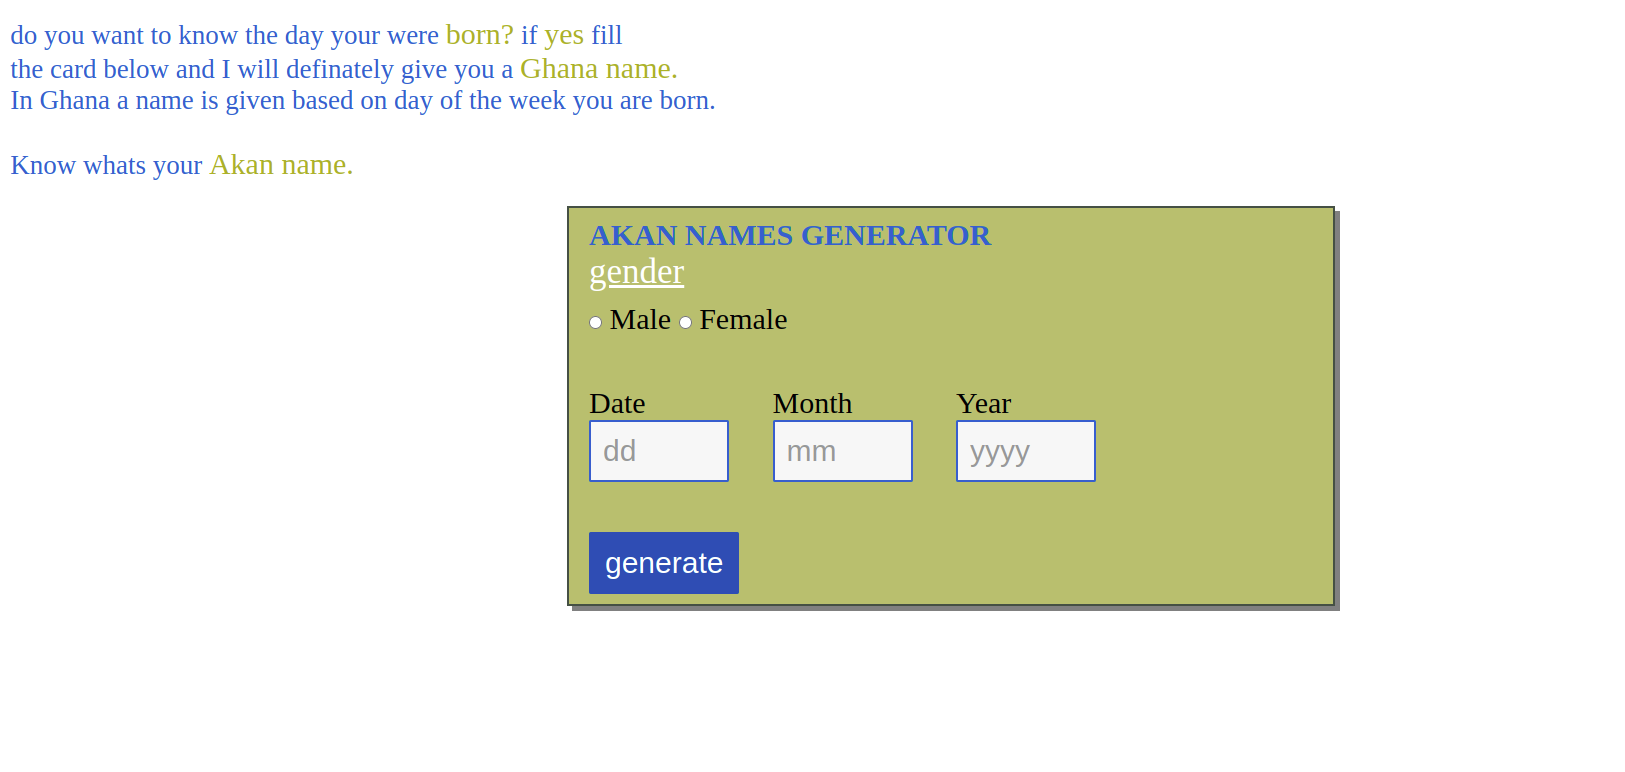 do you want to know the day your were born? if yes fill
the card below and I will definately give you a Ghana name.
In Ghana a name is given based on day of the week you are born.
Know whats your Akan name.
AKAN NAMES GENERATOR
gender
Male Female
Date Month Year
dd mm yyyy
generate